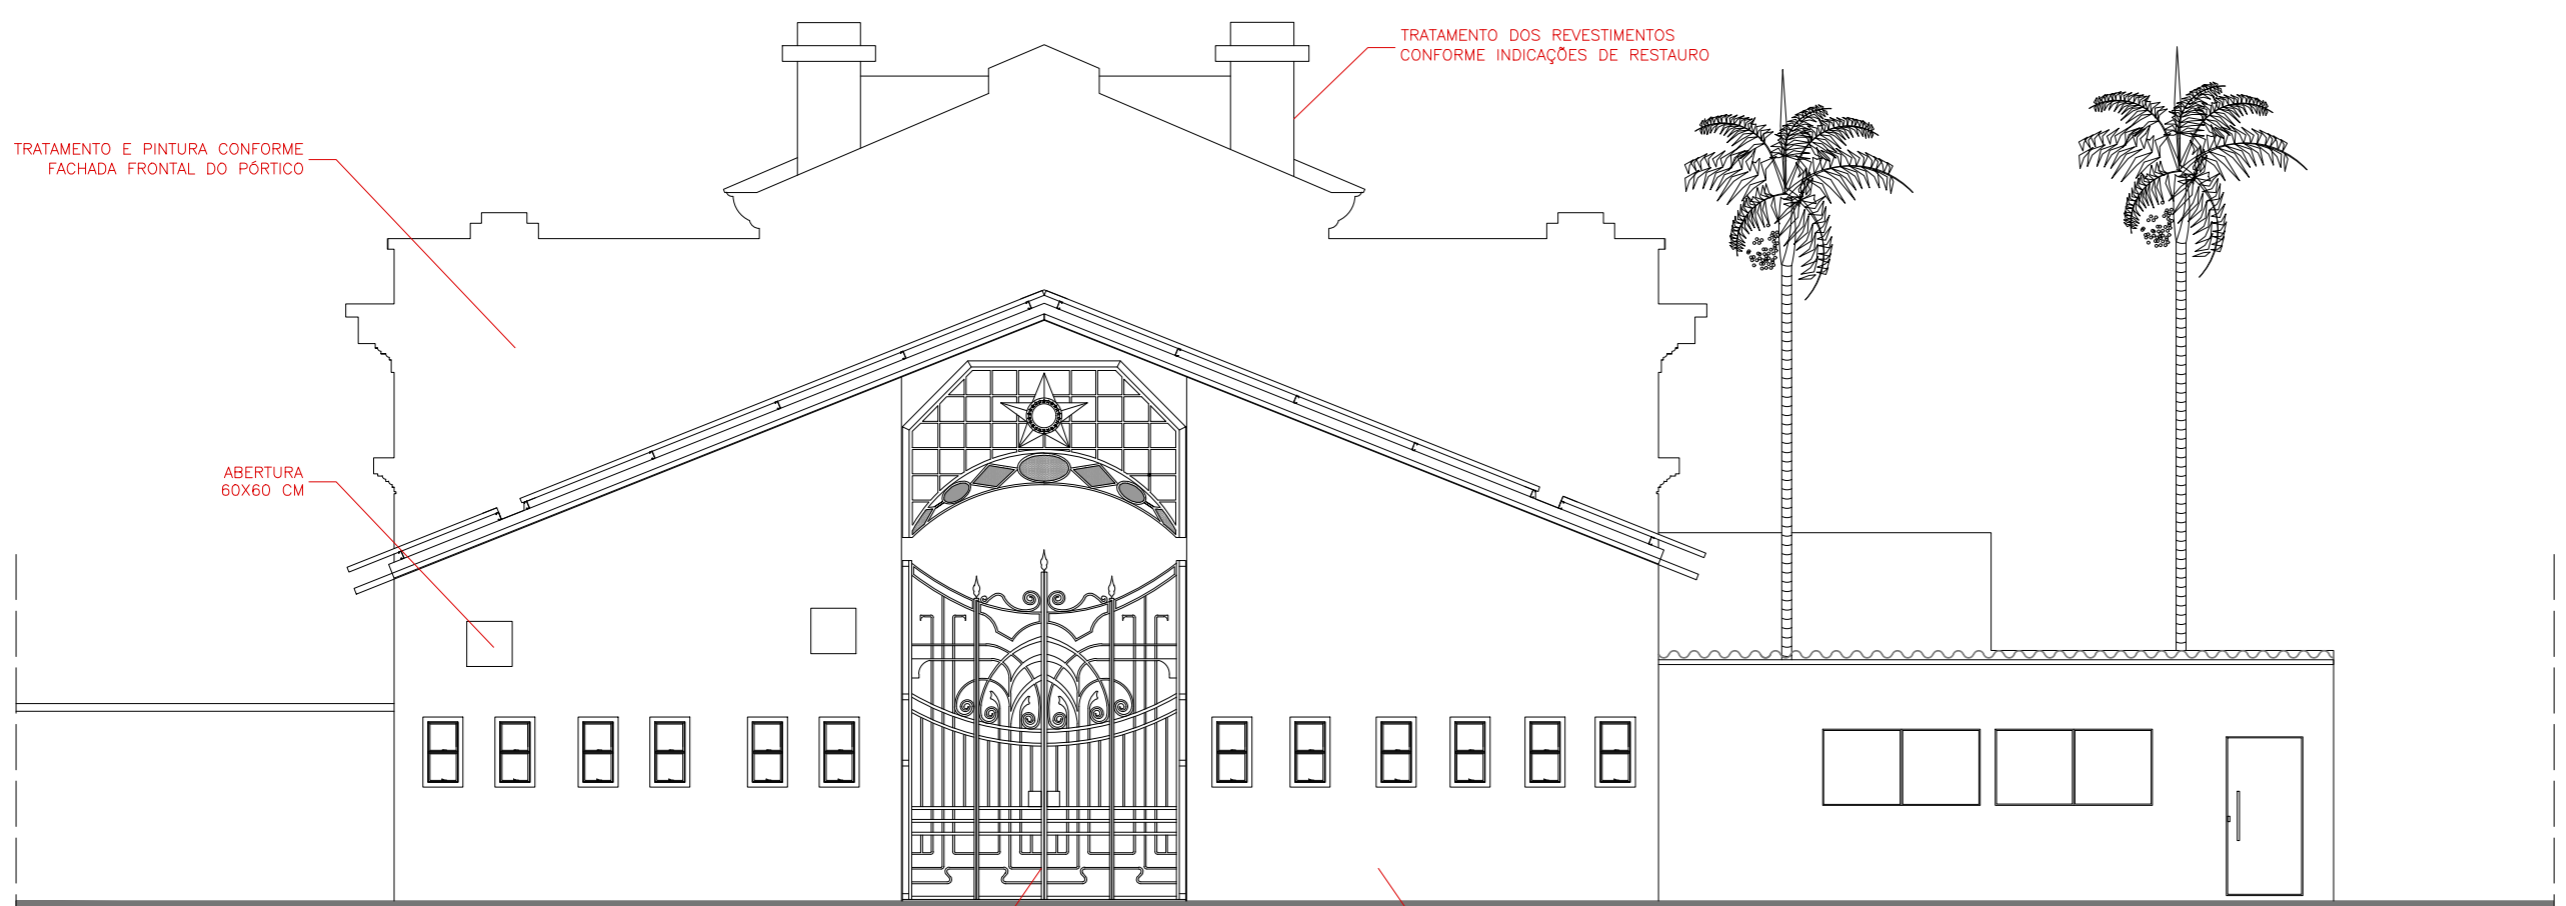 TRATAMENTO DOS REVESTIMENTOS
CONFORME INDICAÇÕES DE RESTAURO
TRATAMENTO E PINTURA CONFORME
FACHADA FRONTAL DO PÓRTICO
ABERTURA
60X60 CM